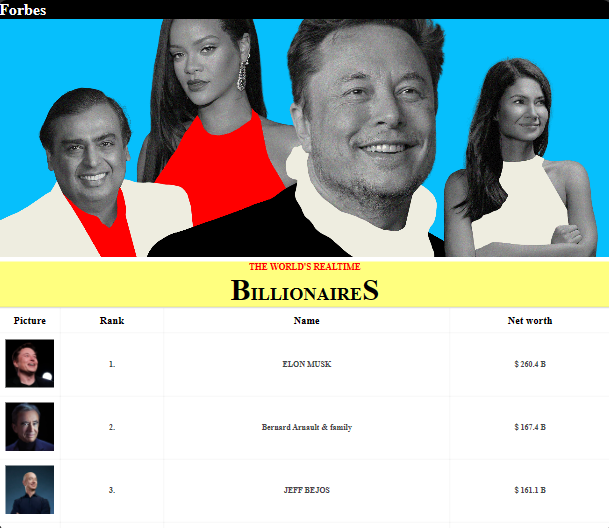 Forbes
THE WORLD'S REALTIME
BILLIONAIRES
Picture Rank Name Net worth
1. ELON MUSK $ 260.4 B
2. Bernard Arnault & family $ 167.4 B
3. JEFF BEJOS $ 161.1 B